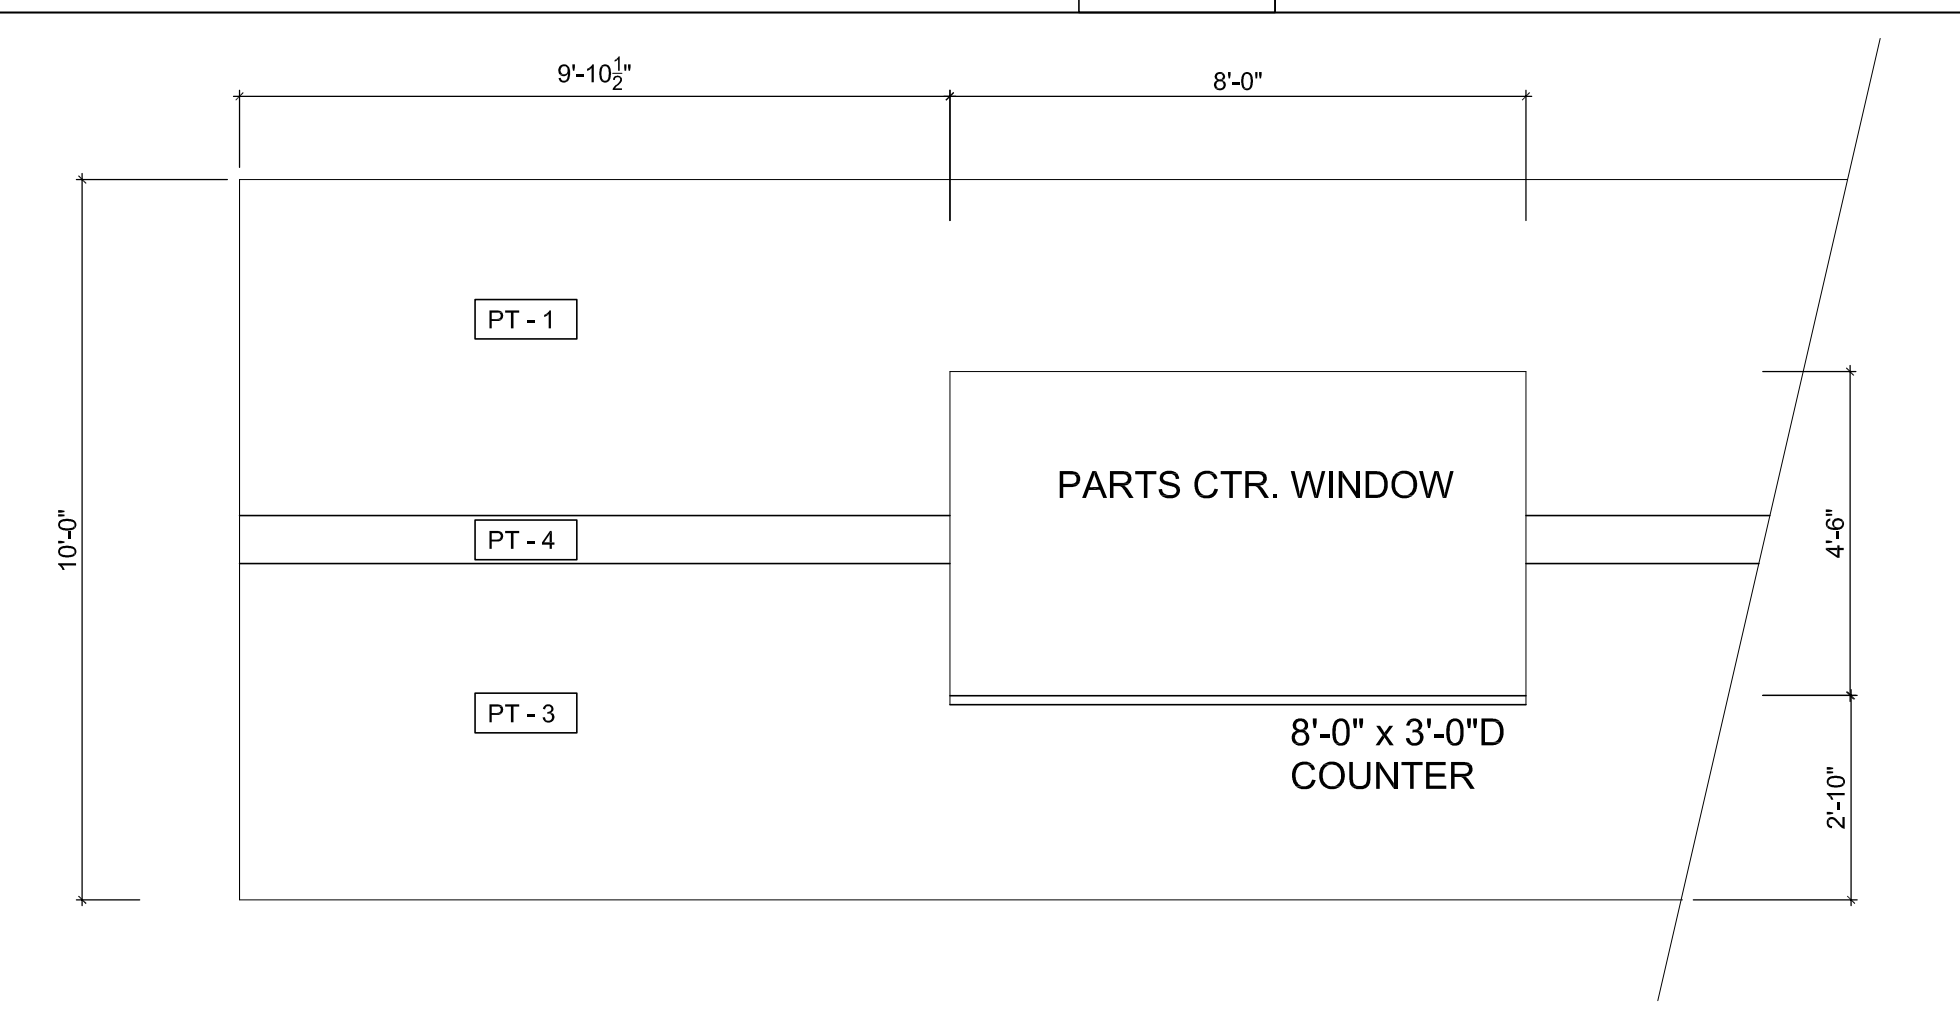 9'-10½"
8'-0"
PT - 1
PARTS CTR. WINDOW
10'-0"
PT - 4
4'-6"
PT - 3
8'-0" x 3'-0"D
COUNTER
2'-10"